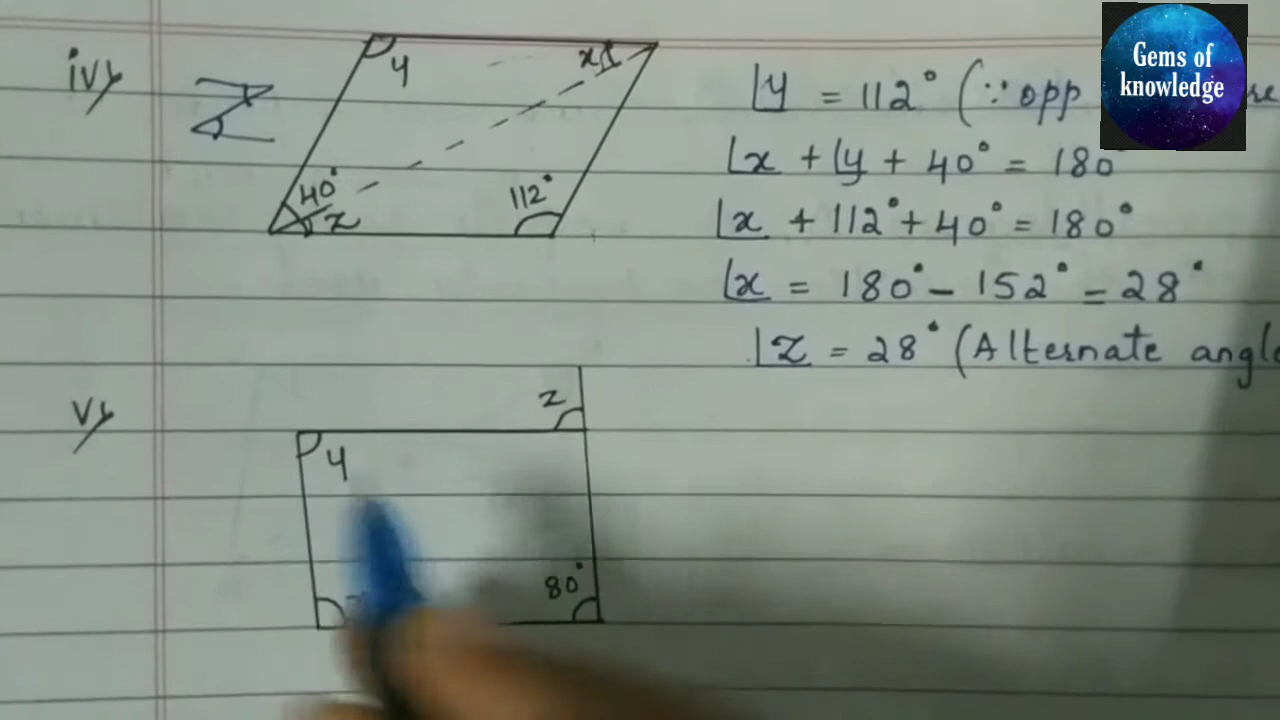 Gems of knowledge
iv)
Z
y
x
40°
z
112°
∠y = 112° (∵ opp
∠x + ∠y + 40° = 180°
∠x + 112° + 40° = 180°
∠x = 180° - 152° = 28°
∠z = 28° (Alternate angle
v)
z
y
80°